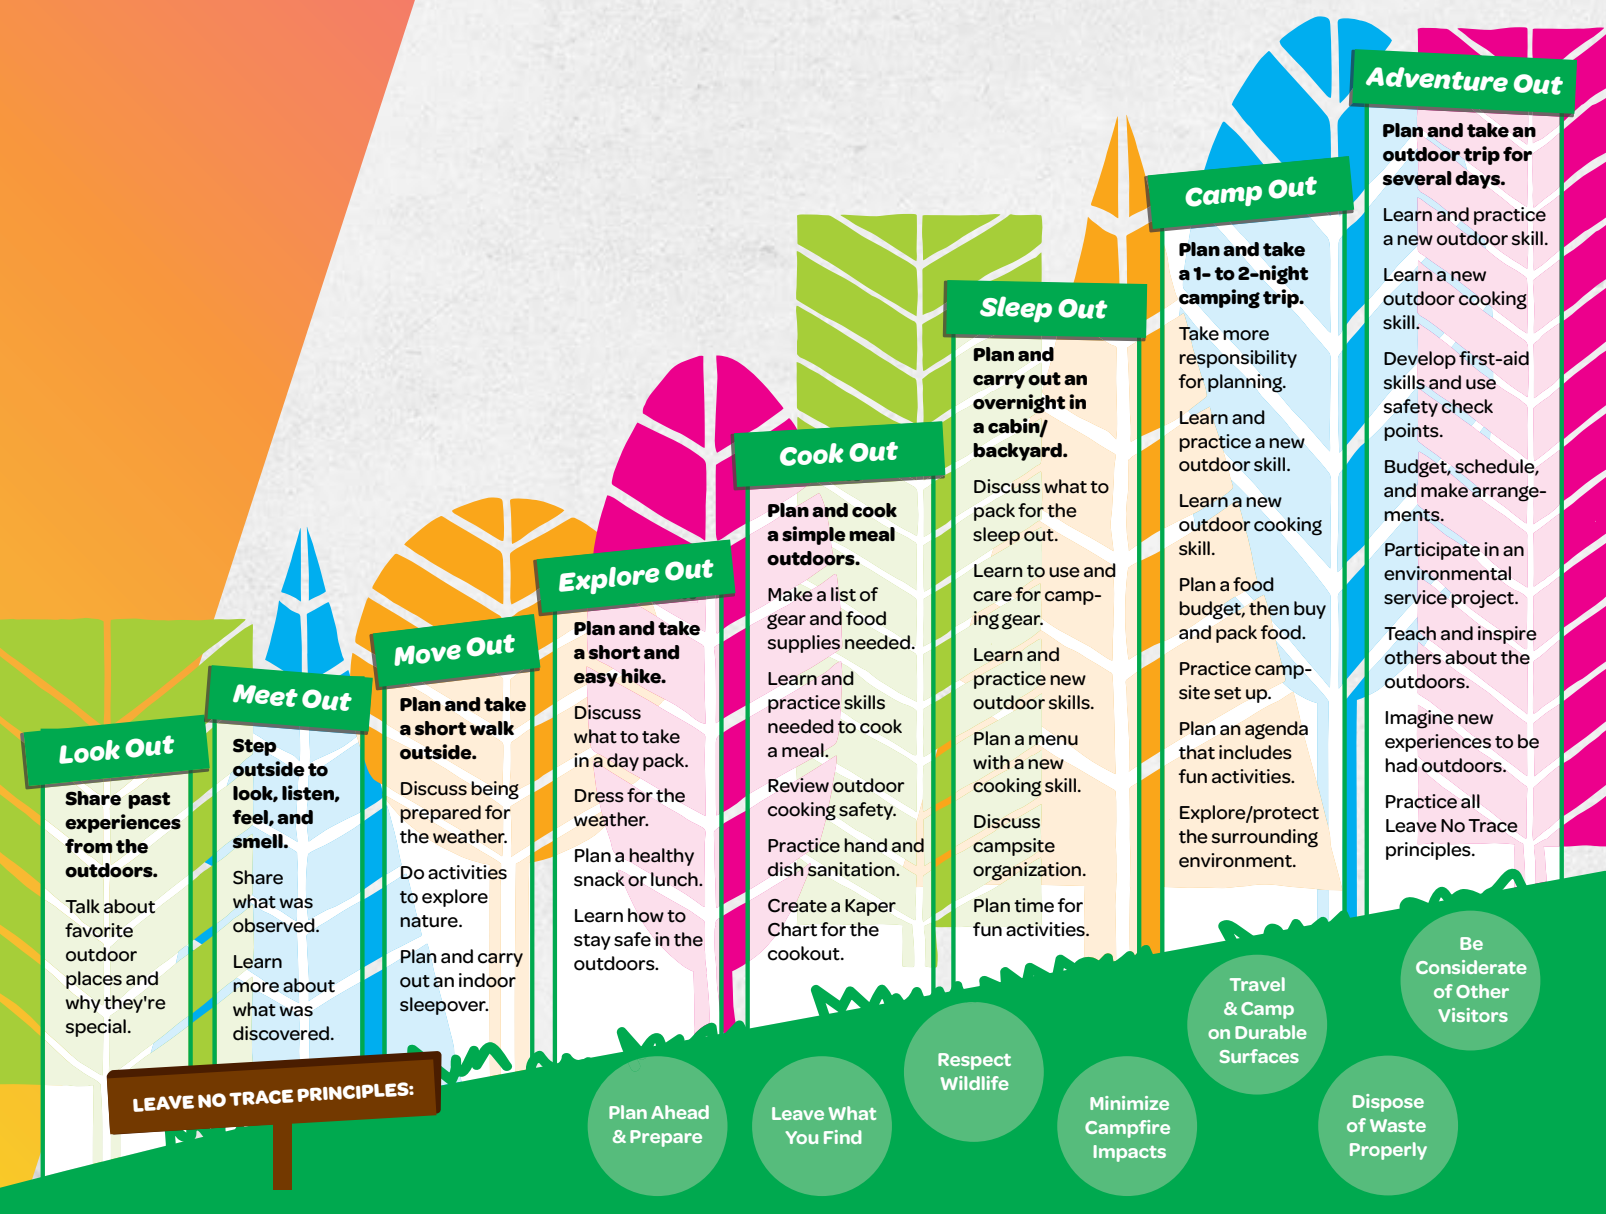 Look Out
Share past
experiences
from the
outdoors.
Talk about
favorite
outdoor
places and
why they're
special.
Meet Out
Step
outside to
look, listen,
feel, and
smell.
Share
what was
observed.
Learn
more about
what was
discovered.
Move Out
Plan and take
a short walk
outside.
Discuss being
prepared for
the weather.
Do activities
to explore
nature.
Plan and carry
out an indoor
sleepover.
Explore Out
Plan and take
a short and
easy hike.
Discuss
what to take
in a day pack.
Dress for the
weather.
Plan a healthy
snack or lunch.
Learn how to
stay safe in the
outdoors.
Cook Out
Plan and cook
a simple meal
outdoors.
Make a list of
gear and food
supplies needed.
Learn and
practice skills
needed to cook
a meal.
Review outdoor
cooking safety.
Practice hand and
dish sanitation.
Create a Kaper
Chart for the
cookout.
Sleep Out
Plan and
carry out an
overnight in
a cabin/
backyard.
Discuss what to
pack for the
sleep out.
Learn to use and
care for camp-
ing gear.
Learn and
practice new
outdoor skills.
Plan a menu
with a new
cooking skill.
Discuss
campsite
organization.
Plan time for
fun activities.
Camp Out
Plan and take
a 1- to 2-night
camping trip.
Take more
responsibility
for planning.
Learn and
practice a new
outdoor skill.
Learn a new
outdoor cooking
skill.
Plan a food
budget, then buy
and pack food.
Practice camp-
site set up.
Plan an agenda
that includes
fun activities.
Explore/protect
the surrounding
environment.
Adventure Out
Plan and take an
outdoor trip for
several days.
Learn and practice
a new outdoor skill.
Learn a new
outdoor cooking
skill.
Develop first-aid
skills and use
safety check
points.
Budget, schedule,
and make arrange-
ments.
Participate in an
environmental
service project.
Teach and inspire
others about the
outdoors.
Imagine new
experiences to be
had outdoors.
Practice all
Leave No Trace
principles.
LEAVE NO TRACE PRINCIPLES:
Plan Ahead
& Prepare
Leave What
You Find
Respect
Wildlife
Minimize
Campfire
Impacts
Travel
& Camp
on Durable
Surfaces
Dispose
of Waste
Properly
Be
Considerate
of Other
Visitors